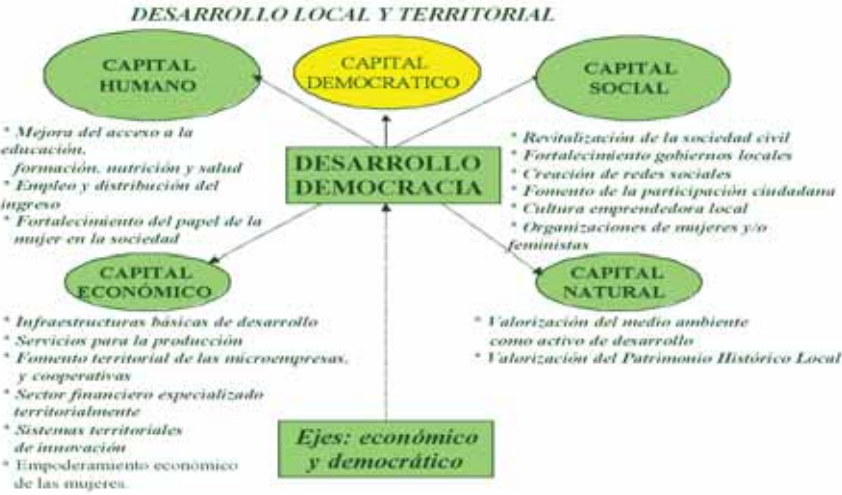 DESARROLLO LOCAL Y TERRITORIAL
CAPITAL
HUMANO
CAPITAL
DEMOCRATICO
CAPITAL
SOCIAL
* Mejora del acceso a la
educación,
formación, nutrición y salud
* Empleo y distribución del
ingreso
* Fortalecimiento del papel de la
mujer en la sociedad
DESARROLLO
DEMOCRACIA
* Revitalización de la sociedad civil
* Fortalecimiento gobiernos locales
* Creación de redes sociales
* Fomento de la participación ciudadana
* Cultura emprendedora local
* Organizaciones de mujeres y/o
feministas
CAPITAL
ECONÓMICO
* Infraestructuras básicas de desarrollo
* Servicios para la producción
* Fomento territorial de las microempresas,
y cooperativas
* Sector financiero especializado
territorialmente
* Sistemas territoriales
de innovación
* Empoderamiento económico
de las mujeres.
CAPITAL
NATURAL
* Valorización del medio ambiente
como activo de desarrollo
* Valorización del Patrimonio Histórico Local
Ejes: económico
y democrático